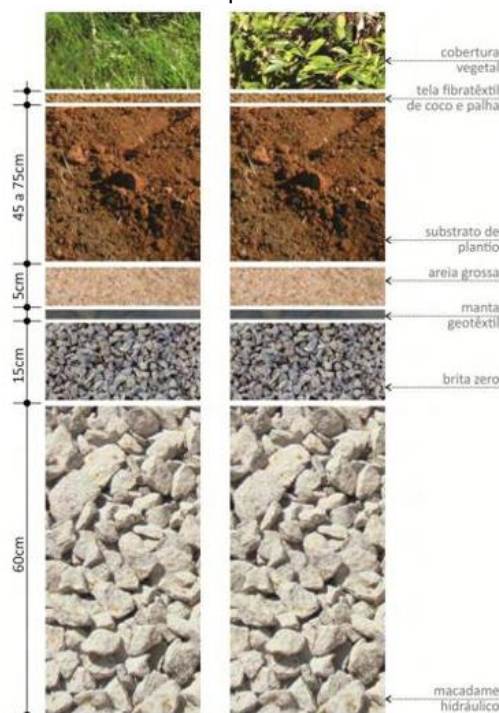 cobertura
vegetal
tela fibratêxtil
de coco e palha
45 a 75cm
substrato de
plantio
areia grossa
5cm
manta
geotêxtil
15cm
brita zero
60cm
macadame
hidráulico